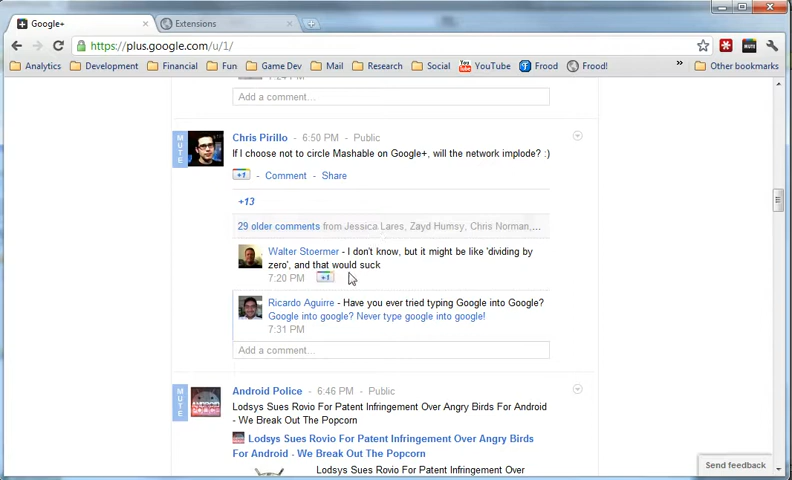 Google+
Extensions
https://plus.google.com/u/1/
Analytics
Development
Financial
Fun
Game Dev
Mail
Research
Social
YouTube
Frood
Frood!
»
Other bookmarks
Add a comment...
MUTE
Chris Pirillo - 6:50 PM - Public
If I choose not to circle Mashable on Google+, will the network implode? :)
+1 - Comment - Share
+13
29 older comments from Jessica Lares, Zayd Humsy, Chris Norman,...
Walter Stoermer - I don't know, but it might be like 'dividing by
zero', and that would suck
7:20 PM +1
Ricardo Aguirre - Have you ever tried typing Google into Google?
Google into google? Never type google into google!
7:31 PM
Add a comment...
MUTE
Android Police - 6:46 PM - Public
Lodsys Sues Rovio For Patent Infringement Over Angry Birds For Android
- We Break Out The Popcorn
Lodsys Sues Rovio For Patent Infringement Over Angry Birds
For Android - We Break Out The Popcorn
Lodsys Sues Rovio For Patent Infringement Over
Send feedback